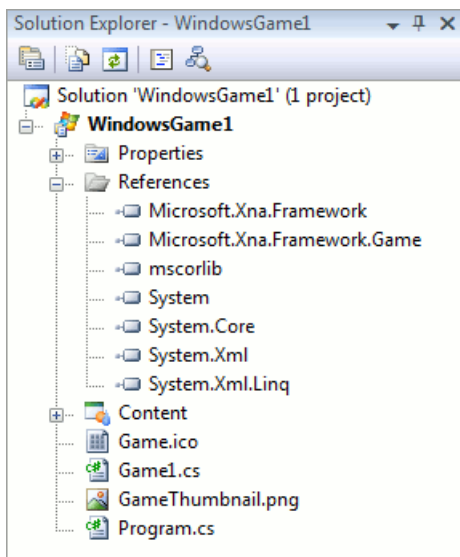 Solution Explorer - WindowsGame1
Solution 'WindowsGame1' (1 project)
WindowsGame1
Properties
References
Microsoft.Xna.Framework
Microsoft.Xna.Framework.Game
mscorlib
System
System.Core
System.Xml
System.Xml.Linq
Content
Game.ico
Game1.cs
GameThumbnail.png
Program.cs